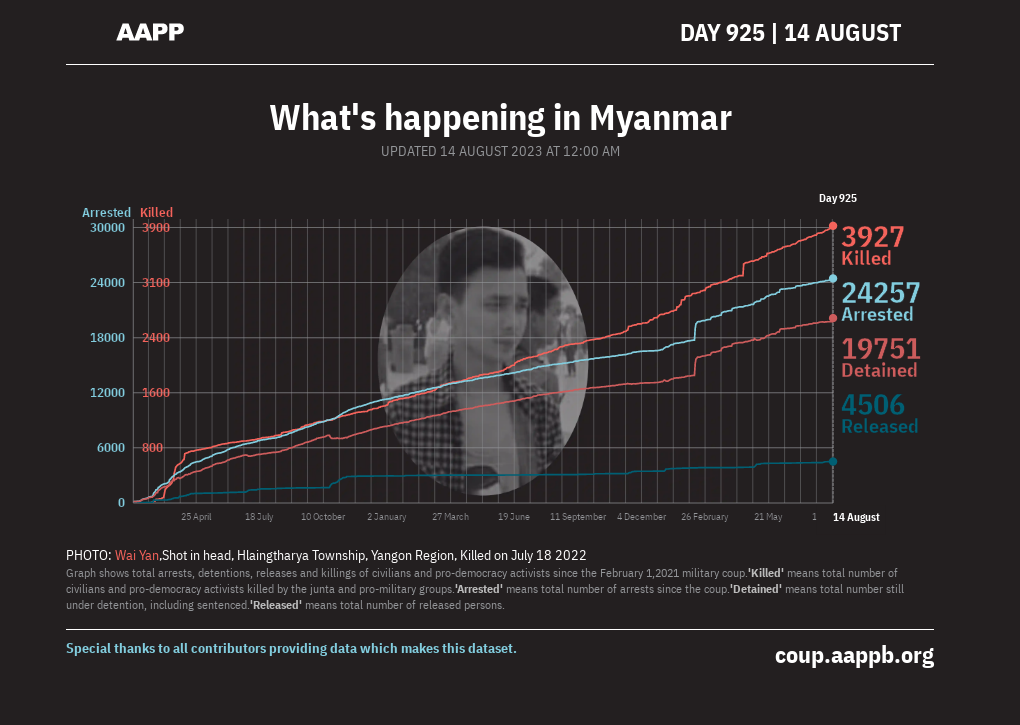 AAPP
DAY 925 | 14 AUGUST
What's happening in Myanmar
UPDATED 14 AUGUST 2023 AT 12:00 AM
Day 925
Arrested Killed
30000 3900
24000 3100
18000 2400
12000 1600
6000 800
0
3927
Killed
24257
Arrested
19751
Detained
4506
Released
25 April 18 July 10 October 2 January 27 March 19 June 11 September 4 December 26 February 21 May 1 14 August
PHOTO: Wai Yan,Shot in head, Hlaingtharya Township, Yangon Region, Killed on July 18 2022
Graph shows total arrests, detentions, releases and killings of civilians and pro-democracy activists since the February 1,2021 military coup.'Killed' means total number of
civilians and pro-democracy activists killed by the junta and pro-military groups.'Arrested' means total number of arrests since the coup.'Detained' means total number still
under detention, including sentenced.'Released' means total number of released persons.
Special thanks to all contributors providing data which makes this dataset.
coup.aappb.org